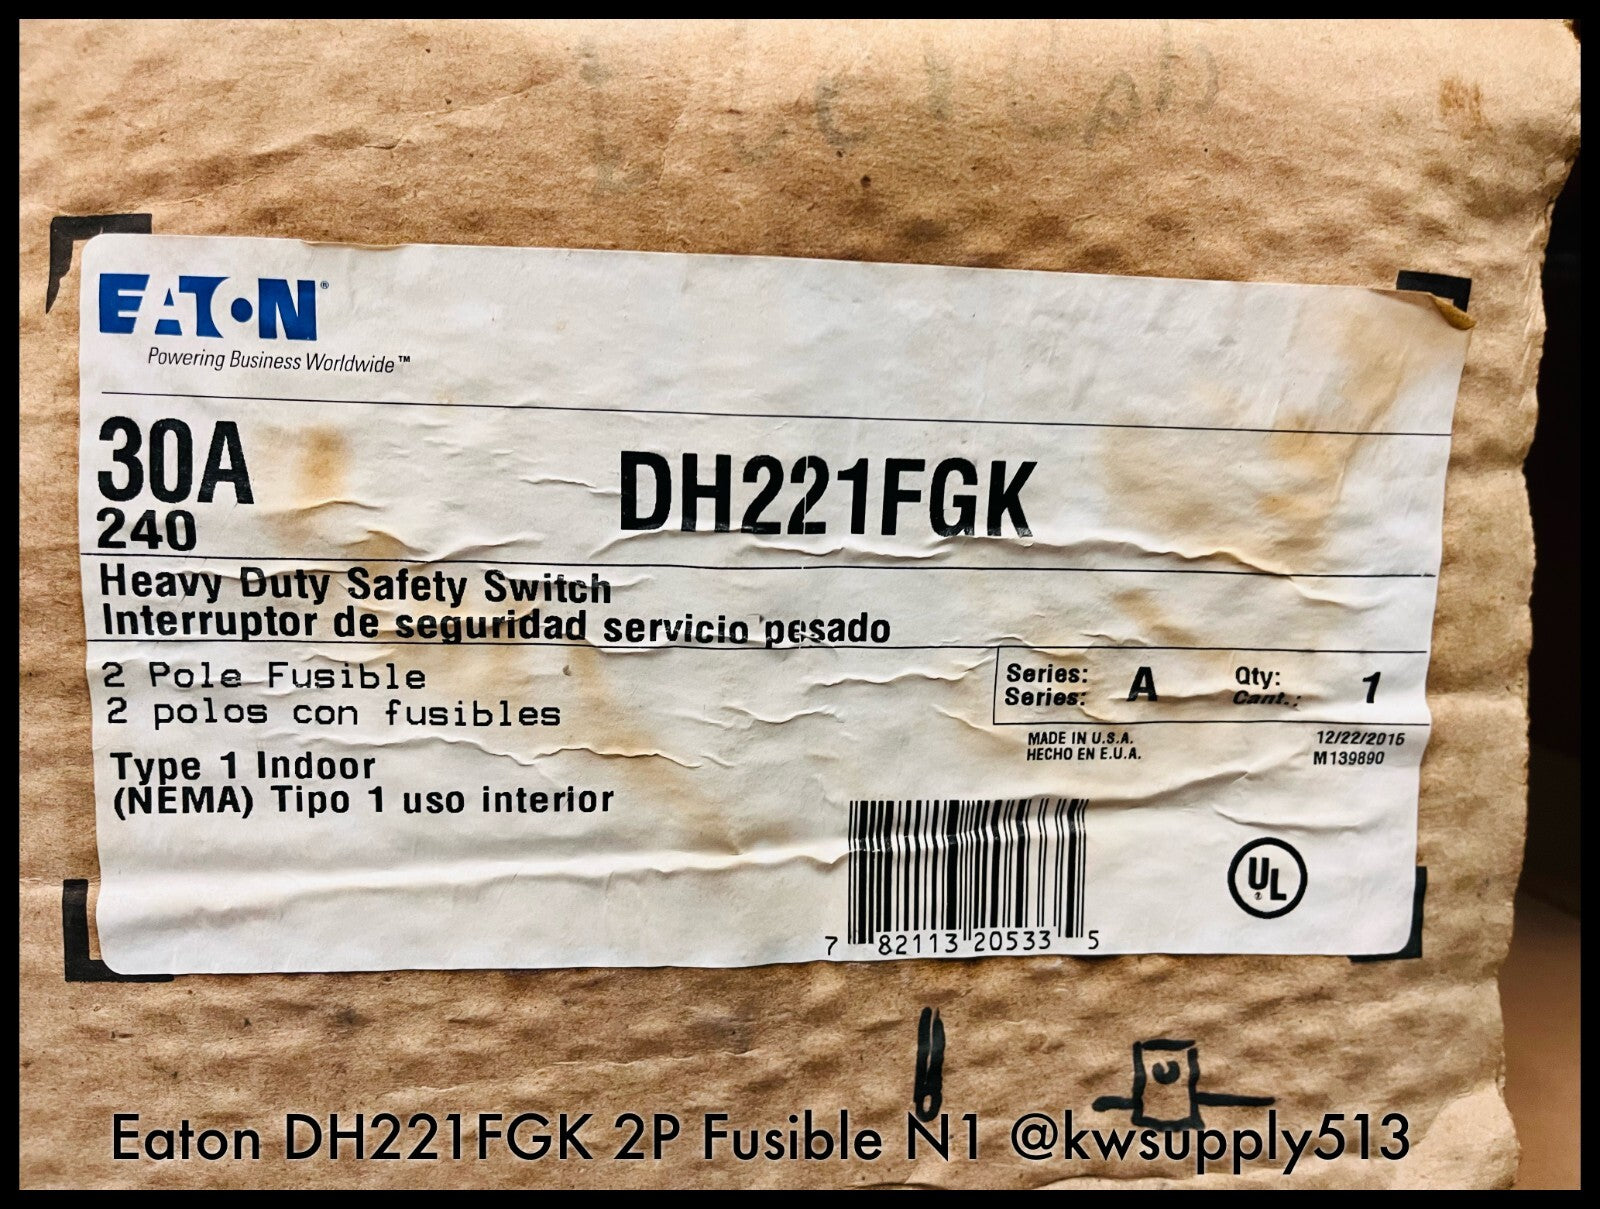 EATON®
Powering Business Worldwide™
30A
240
DH221FGK
Heavy Duty Safety Switch
Interruptor de seguridad servicio pesado
2 Pole Fusible
2 polos con fusibles
Series: A Qty: 1
Series: Cant.:
MADE IN U.S.A. 12/22/2015
HECHO EN E.U.A. M139890
Type 1 Indoor
(NEMA) Tipo 1 uso interior
UL
7 82113 20533 5
Eaton DH221FGK 2P Fusible N1 @kwsupply513